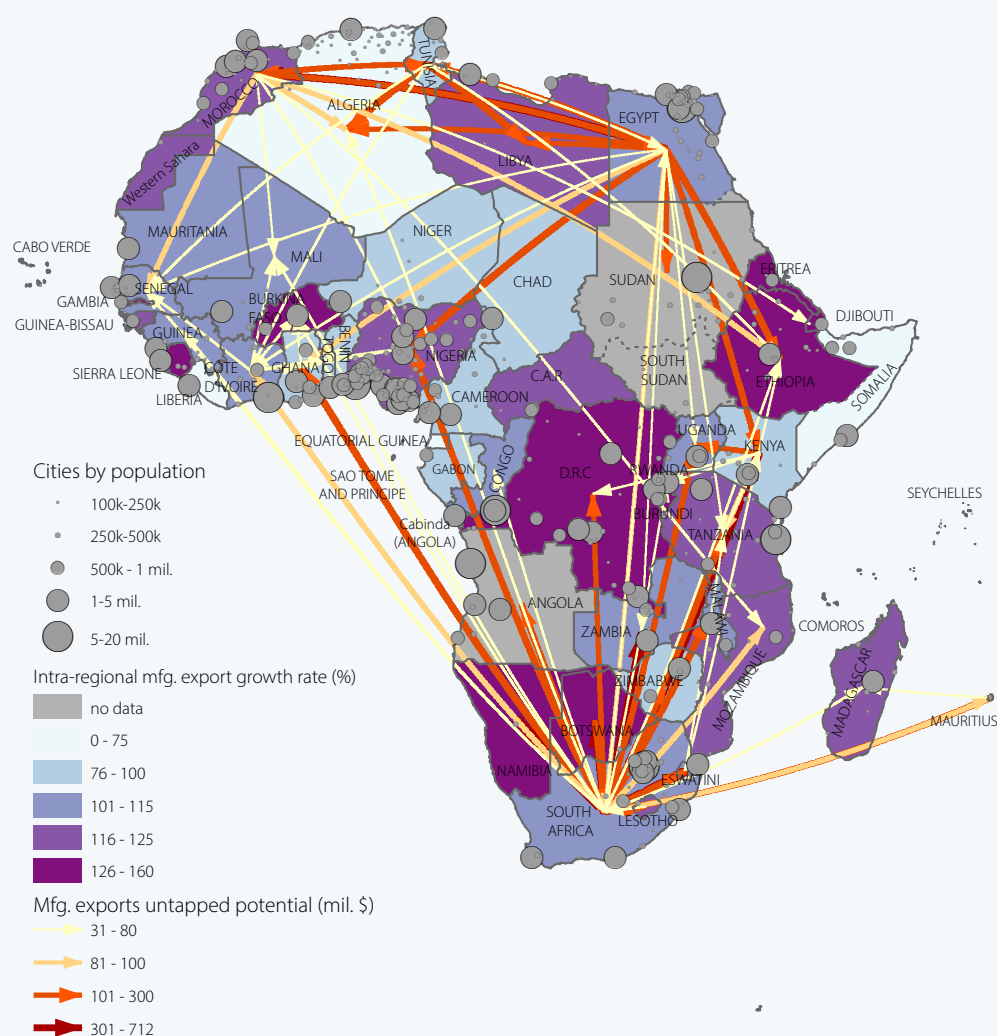 TUNISIA
MOROCCO
ALGERIA
EGYPT
LIBYA
Western Sahara
MAURITANIA
NIGER
CABO VERDE
MALI
CHAD
SUDAN
ERITREA
SENEGAL
GAMBIA
BURKINA
FASO
DJIBOUTI
GUINEA-BISSAU
GUINEA
BENIN
TOGO
NIGERIA
SOUTH
SUDAN
SIERRA LEONE
CÔTE
D'IVOIRE
GHANA
C.A.R.
ETHIOPIA
SOMALIA
LIBERIA
CAMEROON
EQUATORIAL GUINEA
UGANDA
KENYA
GABON
CONGO
D.R.C
RWANDA
SAO TOME
AND PRINCIPE
BURUNDI
SEYCHELLES
Cabinda
(ANGOLA)
TANZANIA
ANGOLA
MALAWI
COMOROS
ZAMBIA
ZIMBABWE
MOZAMBIQUE
MADAGASCAR
MAURITIUS
BOTSWANA
NAMIBIA
ESWATINI
SOUTH
AFRICA
LESOTHO
Cities by population
100k-250k
250k-500k
500k - 1 mil.
1-5 mil.
5-20 mil.
Intra-regional mfg. export growth rate (%)
no data
0 - 75
76 - 100
101 - 115
116 - 125
126 - 160
Mfg. exports untapped potential (mil. $)
31 - 80
81 - 100
101 - 300
301 - 712